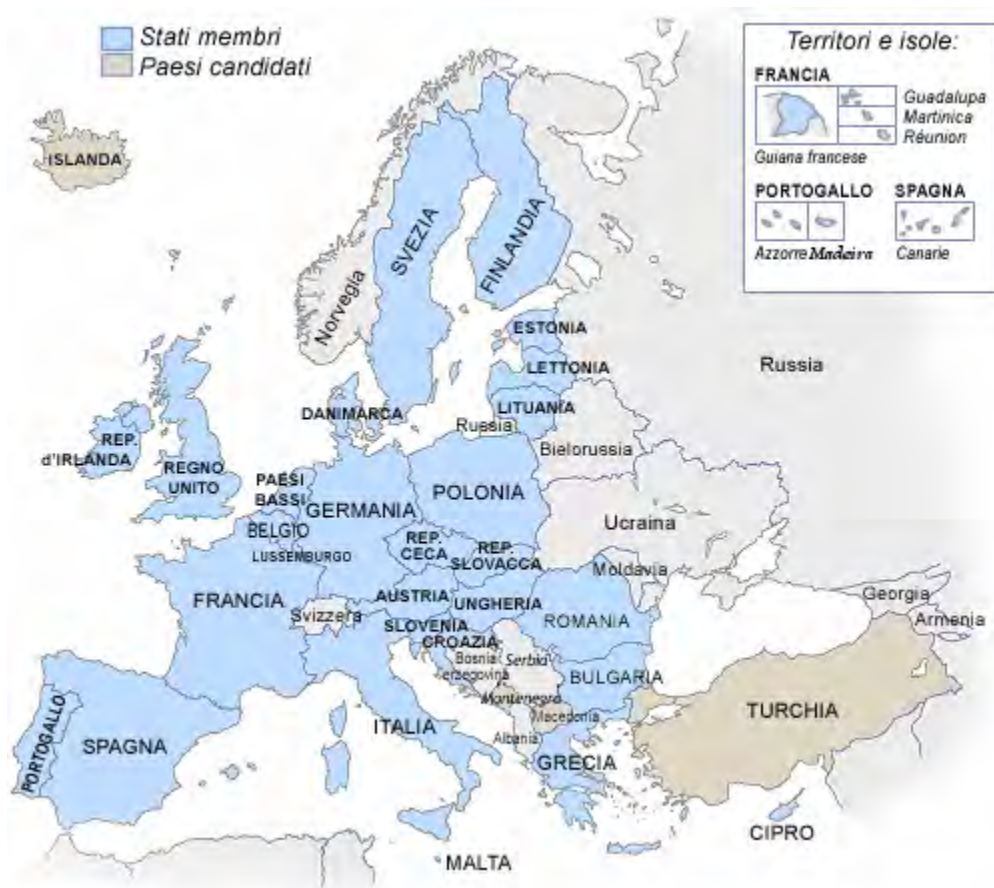 Stati membri
Paesi candidati
Territori e isole:
FRANCIA
Guadalupa
Martinica
Réunion
Guiana francese
PORTOGALLO SPAGNA
Azzorre Madeira Canarie
ISLANDA
SVEZIA
FINLANDIA
Norvegia
ESTONIA
LETTONIA
LITUANIA
Russia
Russia
DANIMARCA
Bielorussia
REP.
d'IRLANDA
REGNO
UNITO
PAESI
BASSI
GERMANIA
POLONIA
BELGIO
LUSSEMBURGO
REP.
CECA
REP.
SLOVACCA
Ucraina
Moldavia
FRANCIA
Svizzera
AUSTRIA
UNGHERIA
SLOVENIA
CROAZIA
ROMANIA
Georgia
Armenia
Bosnia
Erzegovina
Serbia
Montenegro
Macedonia
Albania
BULGARIA
PORTOGALLO
SPAGNA
ITALIA
GRECIA
TURCHIA
CIPRO
MALTA